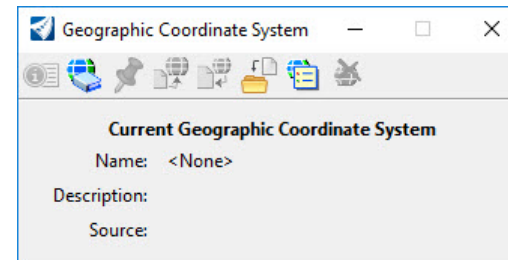 Geographic Coordinate System
Current Geographic Coordinate System
Name: <None>
Description:
Source: